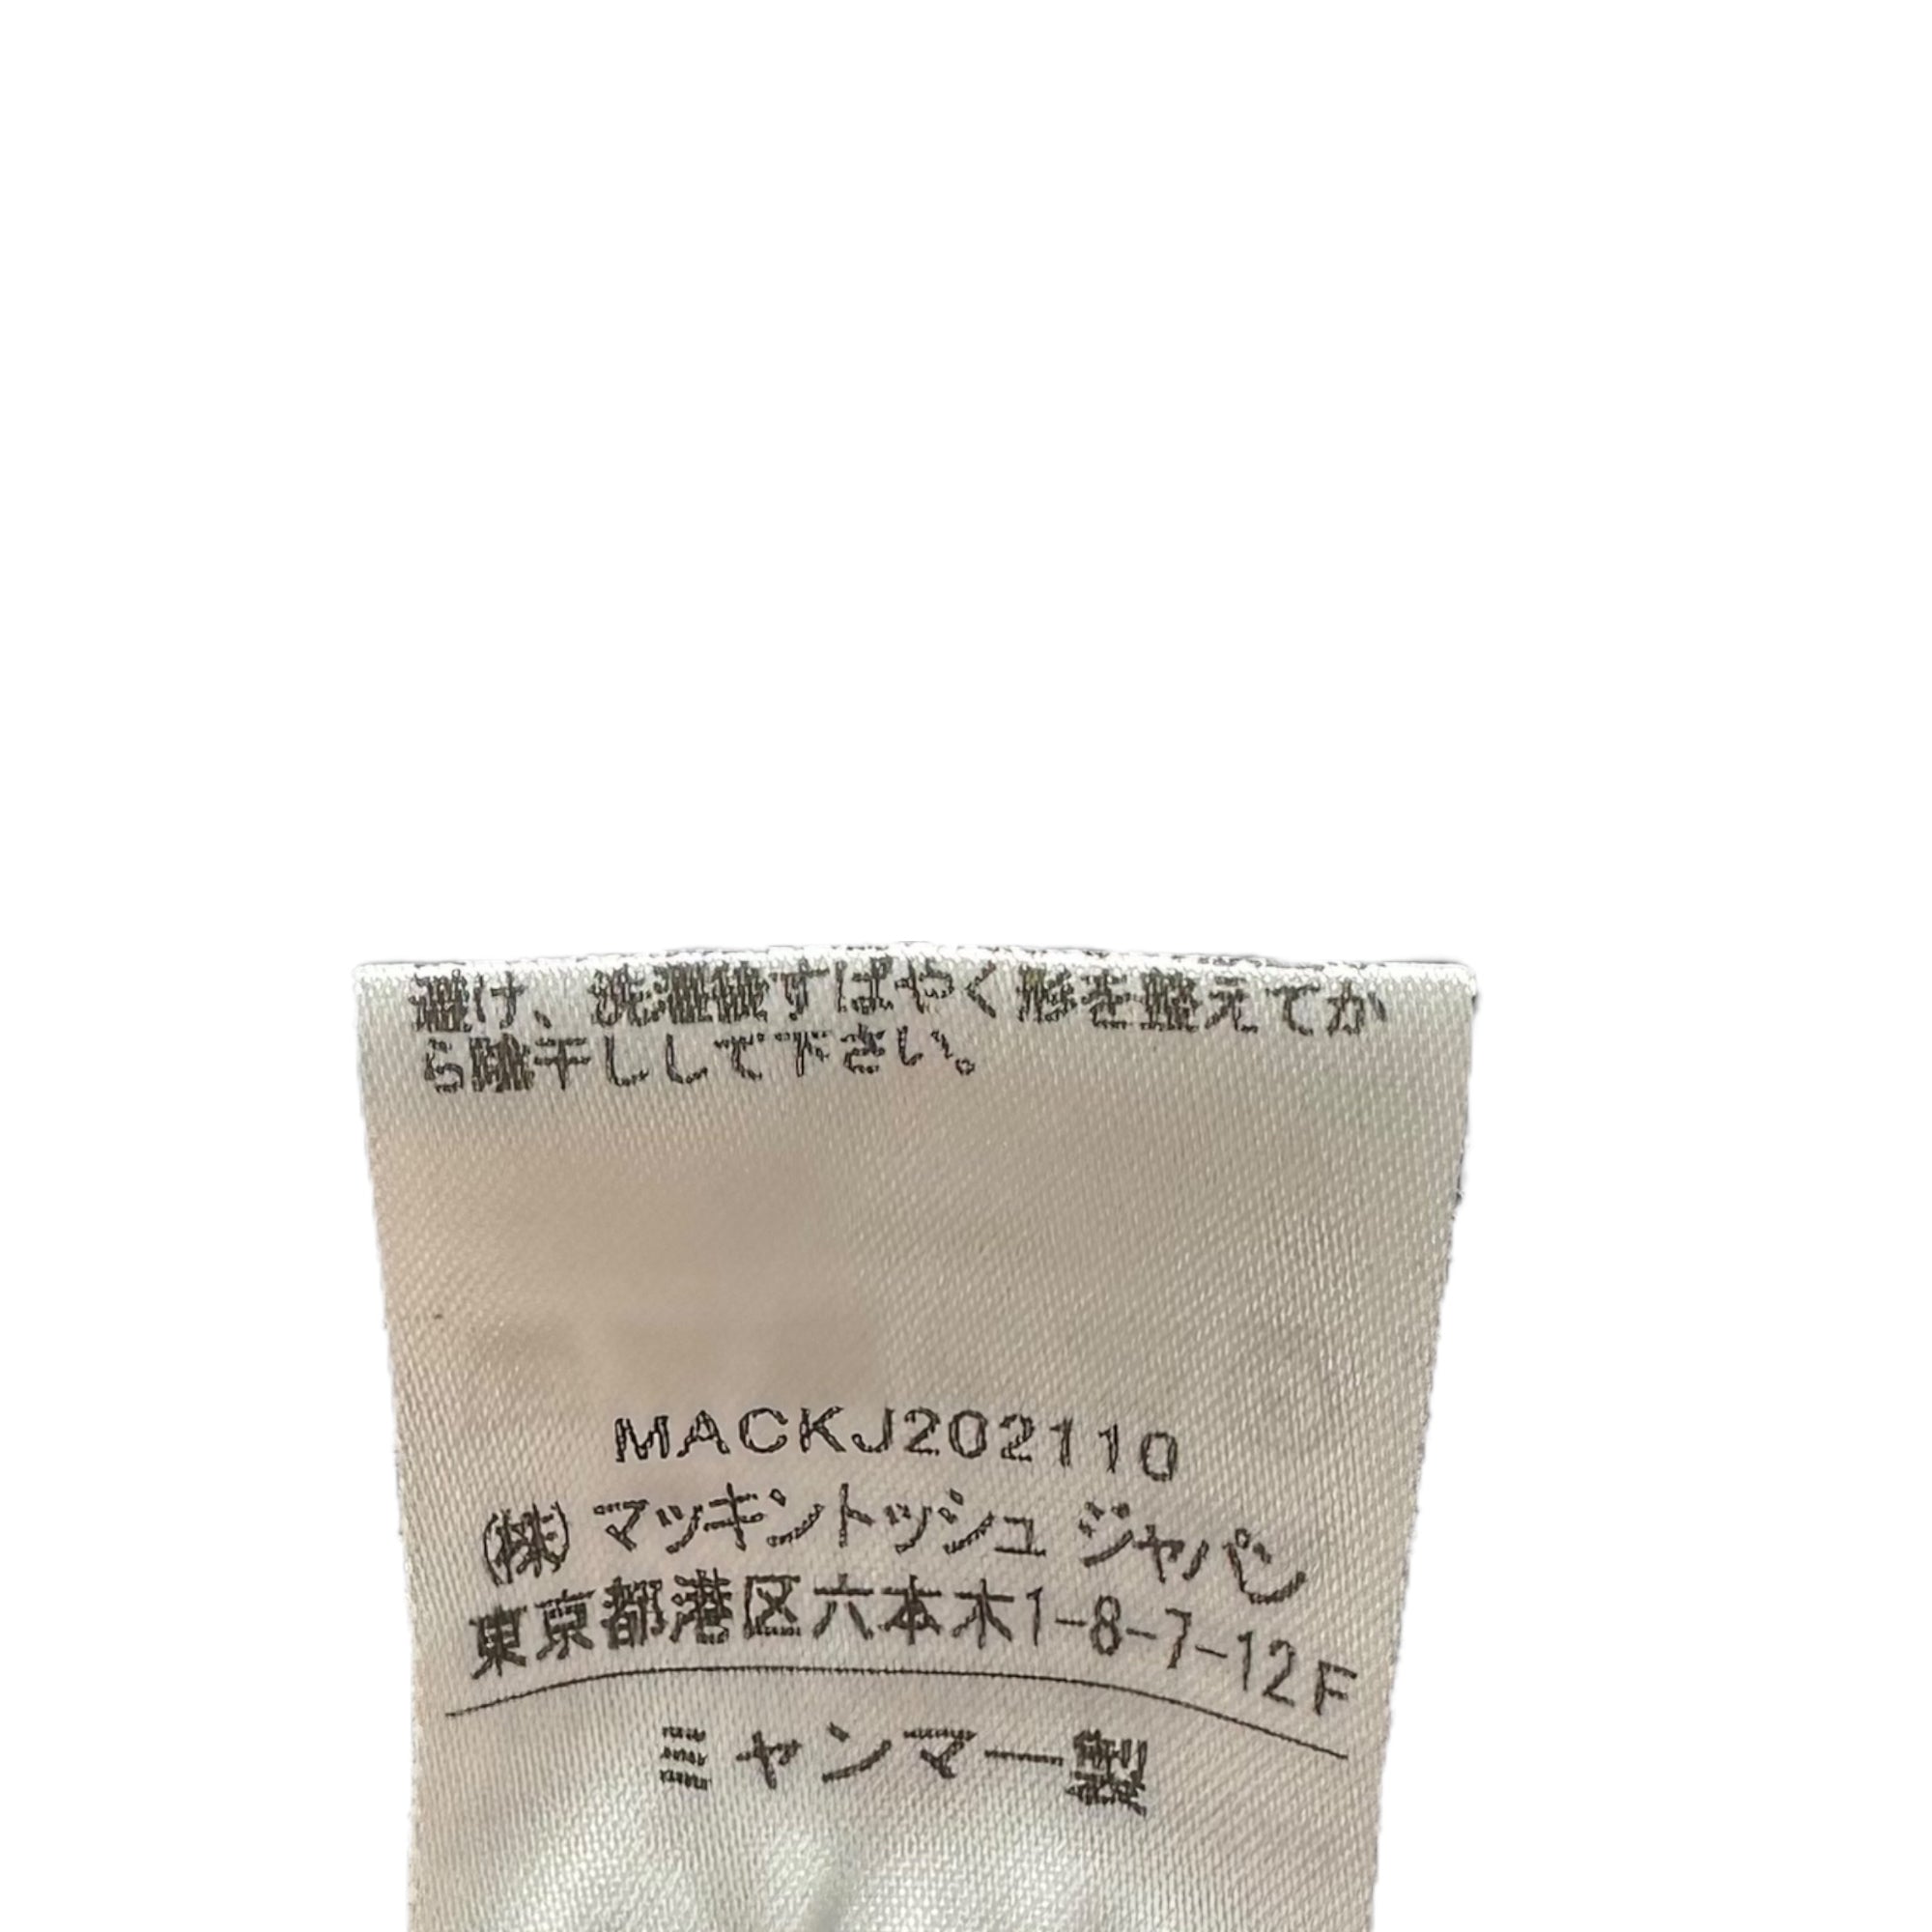 避け、洗濯後すばやく形を整えてか
ら陰干しして下さい。
MACKJ202110
㈱ マッキントッシュ ジャパン
東京都港区六本木1-8-7-12F
ミャンマー製